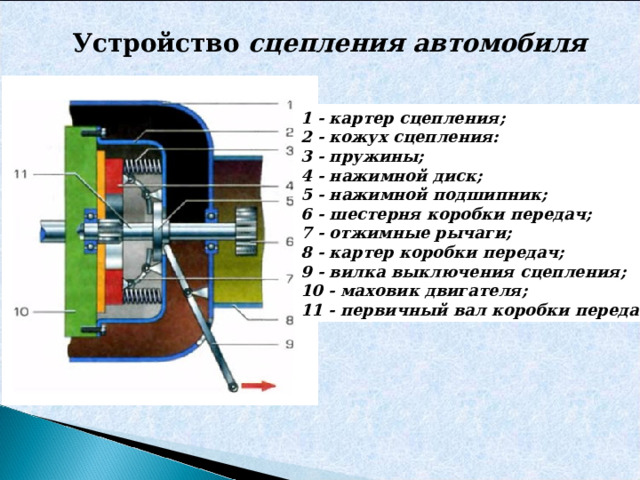 Устройство сцепления автомобиля
1 - картер сцепления;
2 - кожух сцепления:
3 - пружины;
4 - нажимной диск;
5 - нажимной подшипник;
6 - шестерня коробки передач;
7 - отжимные рычаги;
8 - картер коробки передач;
9 - вилка выключения сцепления;
10 - маховик двигателя;
11 - первичный вал коробки переда
1
2
3
11
4
5
6
7
10
8
9